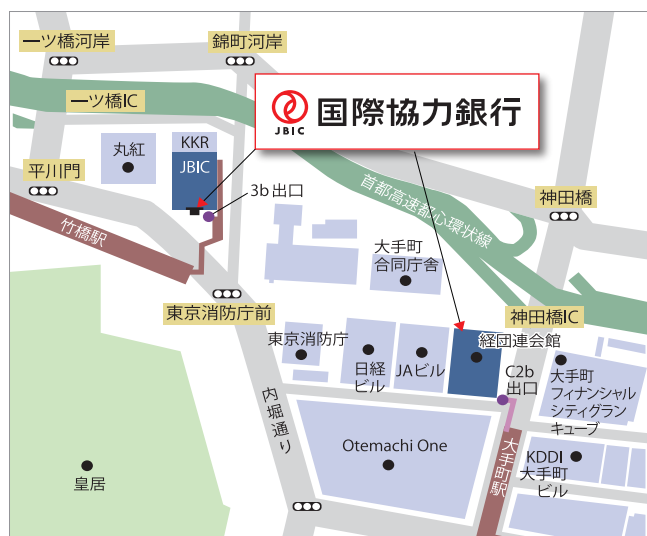 一ツ橋河岸
錦町河岸
一ツ橋IC
JBIC
国際協力銀行
丸紅
KKR
JBIC
平川門
3b出口
竹橋駅
首都高速都心環状線
神田橋
大手町
合同庁舎
東京消防庁前
神田橋IC
東京消防庁
日経
ビル
JAビル
経団連会館
C2b
出口
大手町
フィナンシャル
シティグラン
キューブ
内堀通り
Otemachi One
大手町駅
KDDI
大手町
ビル
皇居